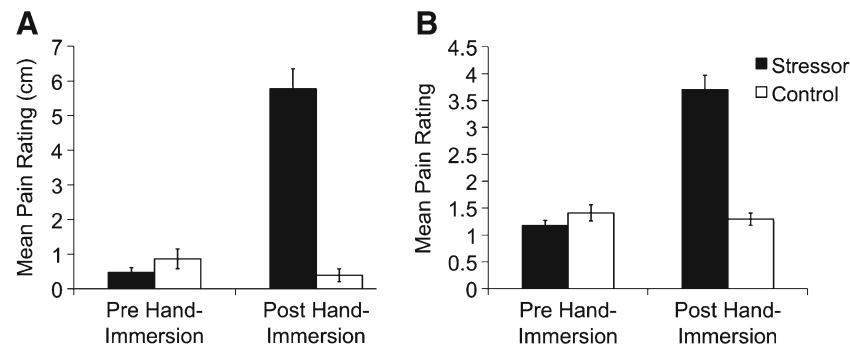 A
Mean Pain Rating (cm)
7
6
5
4
3
2
1
0
Pre Hand-
Immersion
Post Hand-
Immersion
B
Mean Pain Rating
4.5
4
3.5
3
2.5
2
1.5
1
0.5
0
Pre Hand-
Immersion
Post Hand-
Immersion
Stressor
Control